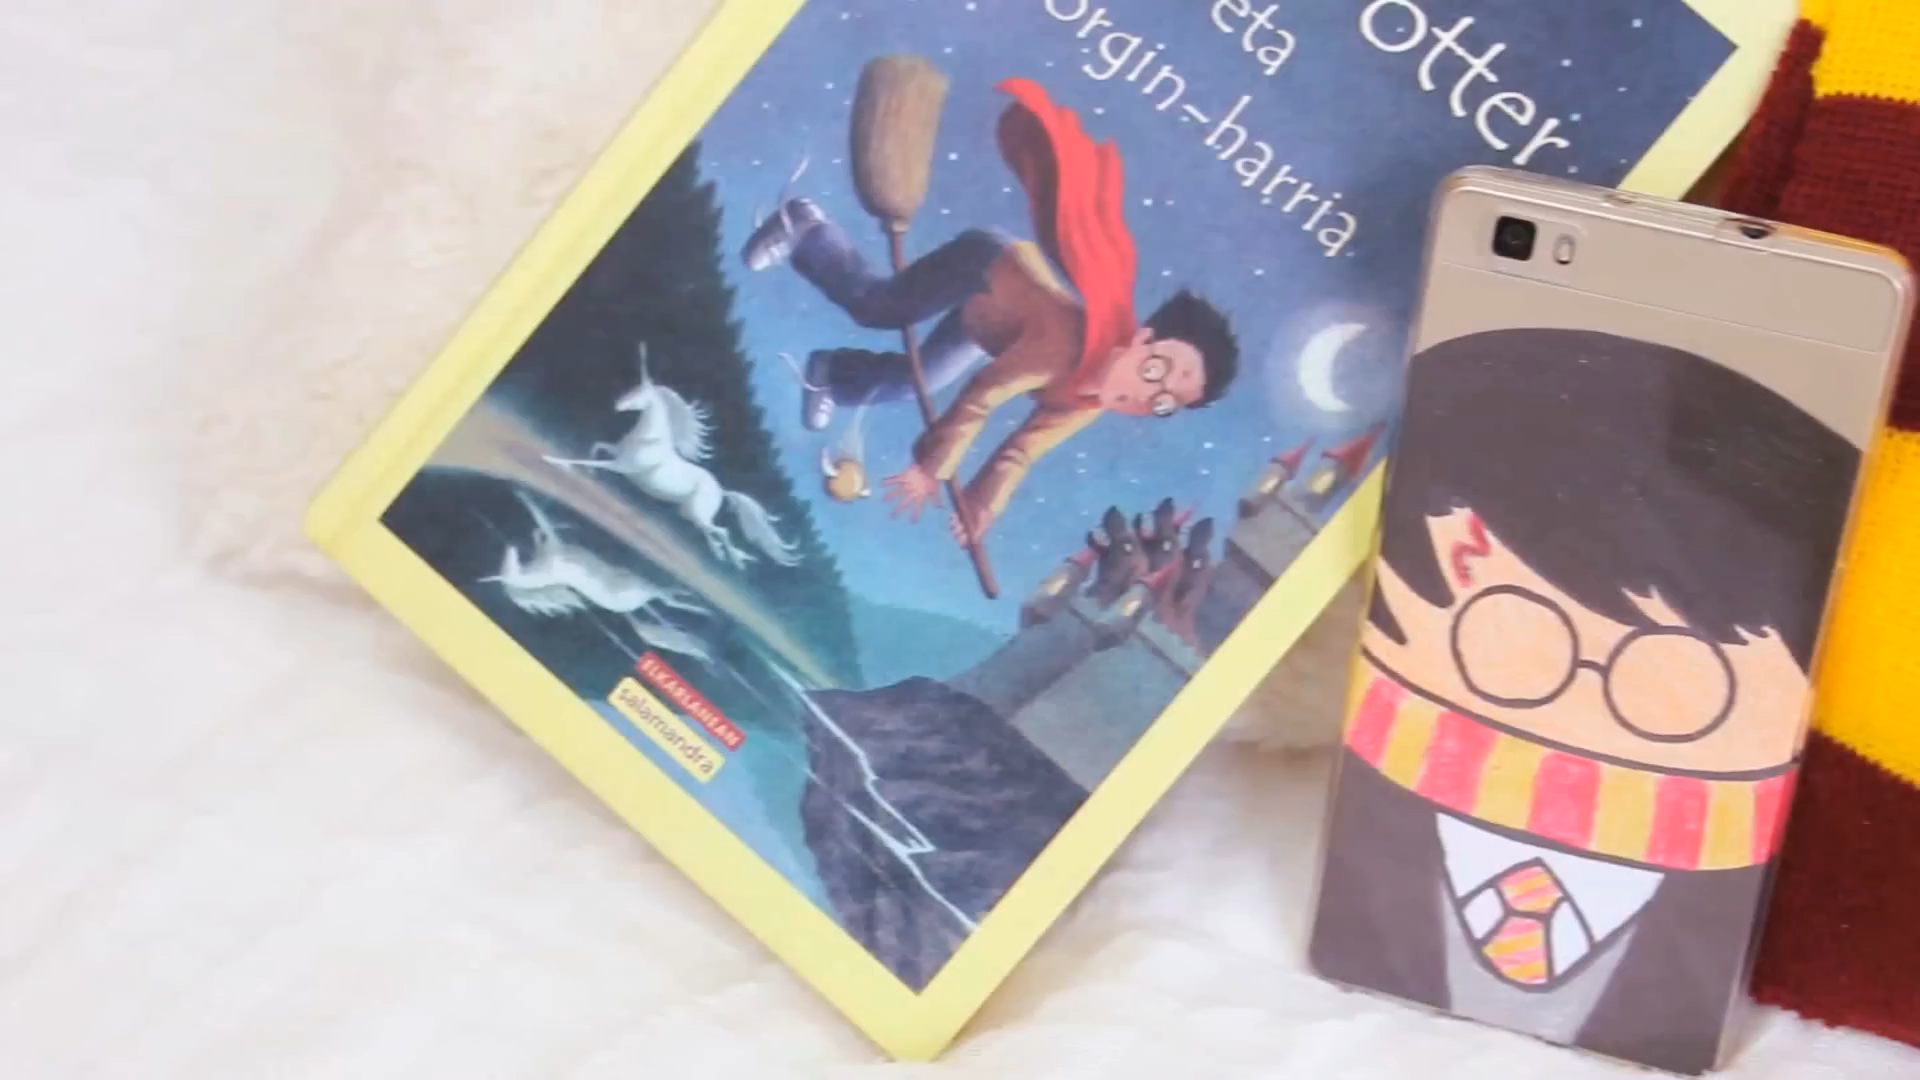 otter
eta
orgin-harria
ELKARLANEAN
salamandra